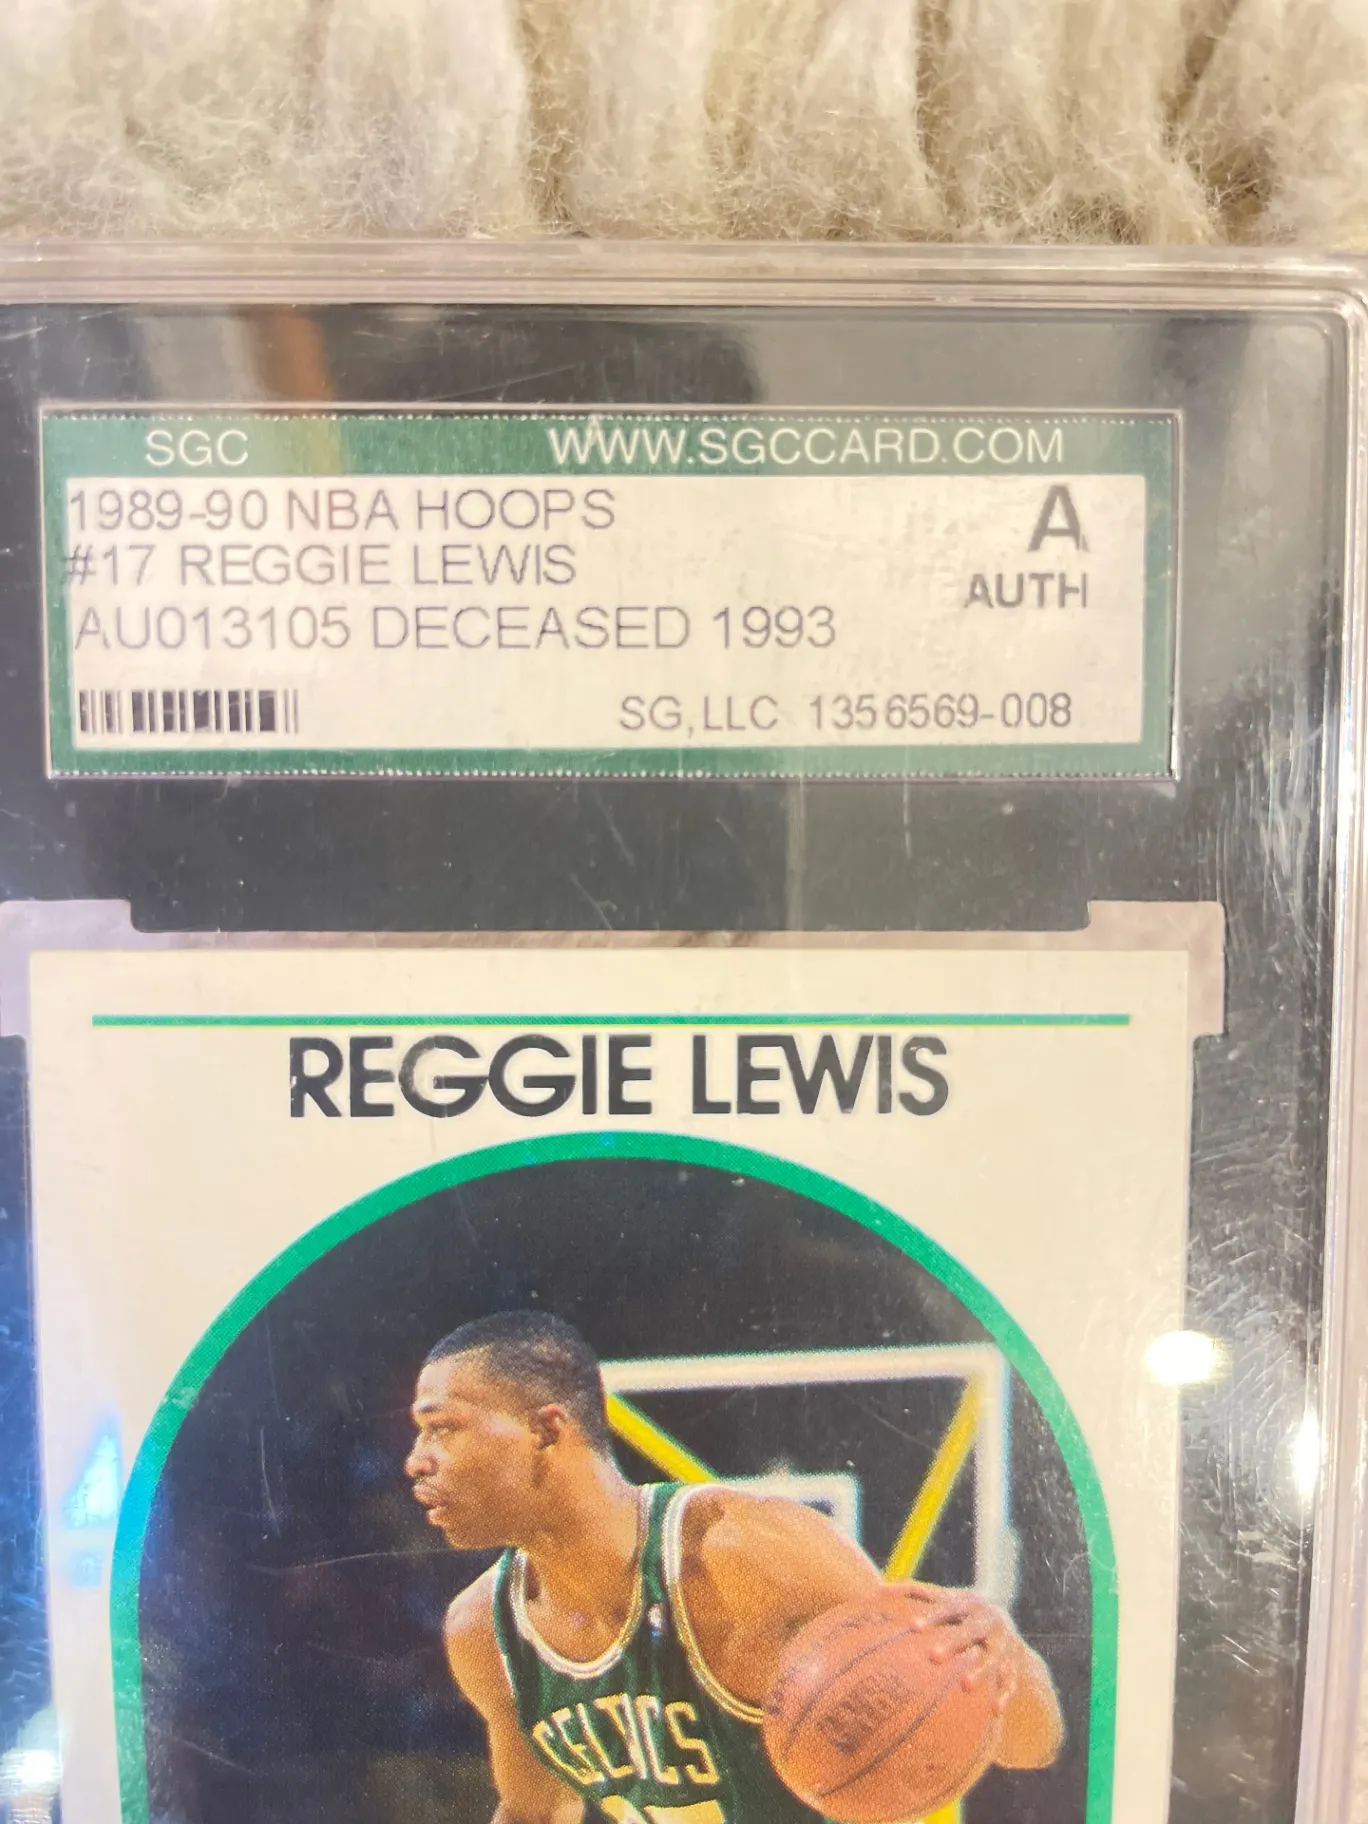 SGC WWW.SGCCARD.COM
1989-90 NBA HOOPS A
#17 REGGIE LEWIS AUTH
AU013105 DECEASED 1993
SG, LLC 1356569-008
REGGIE LEWIS
CELTICS